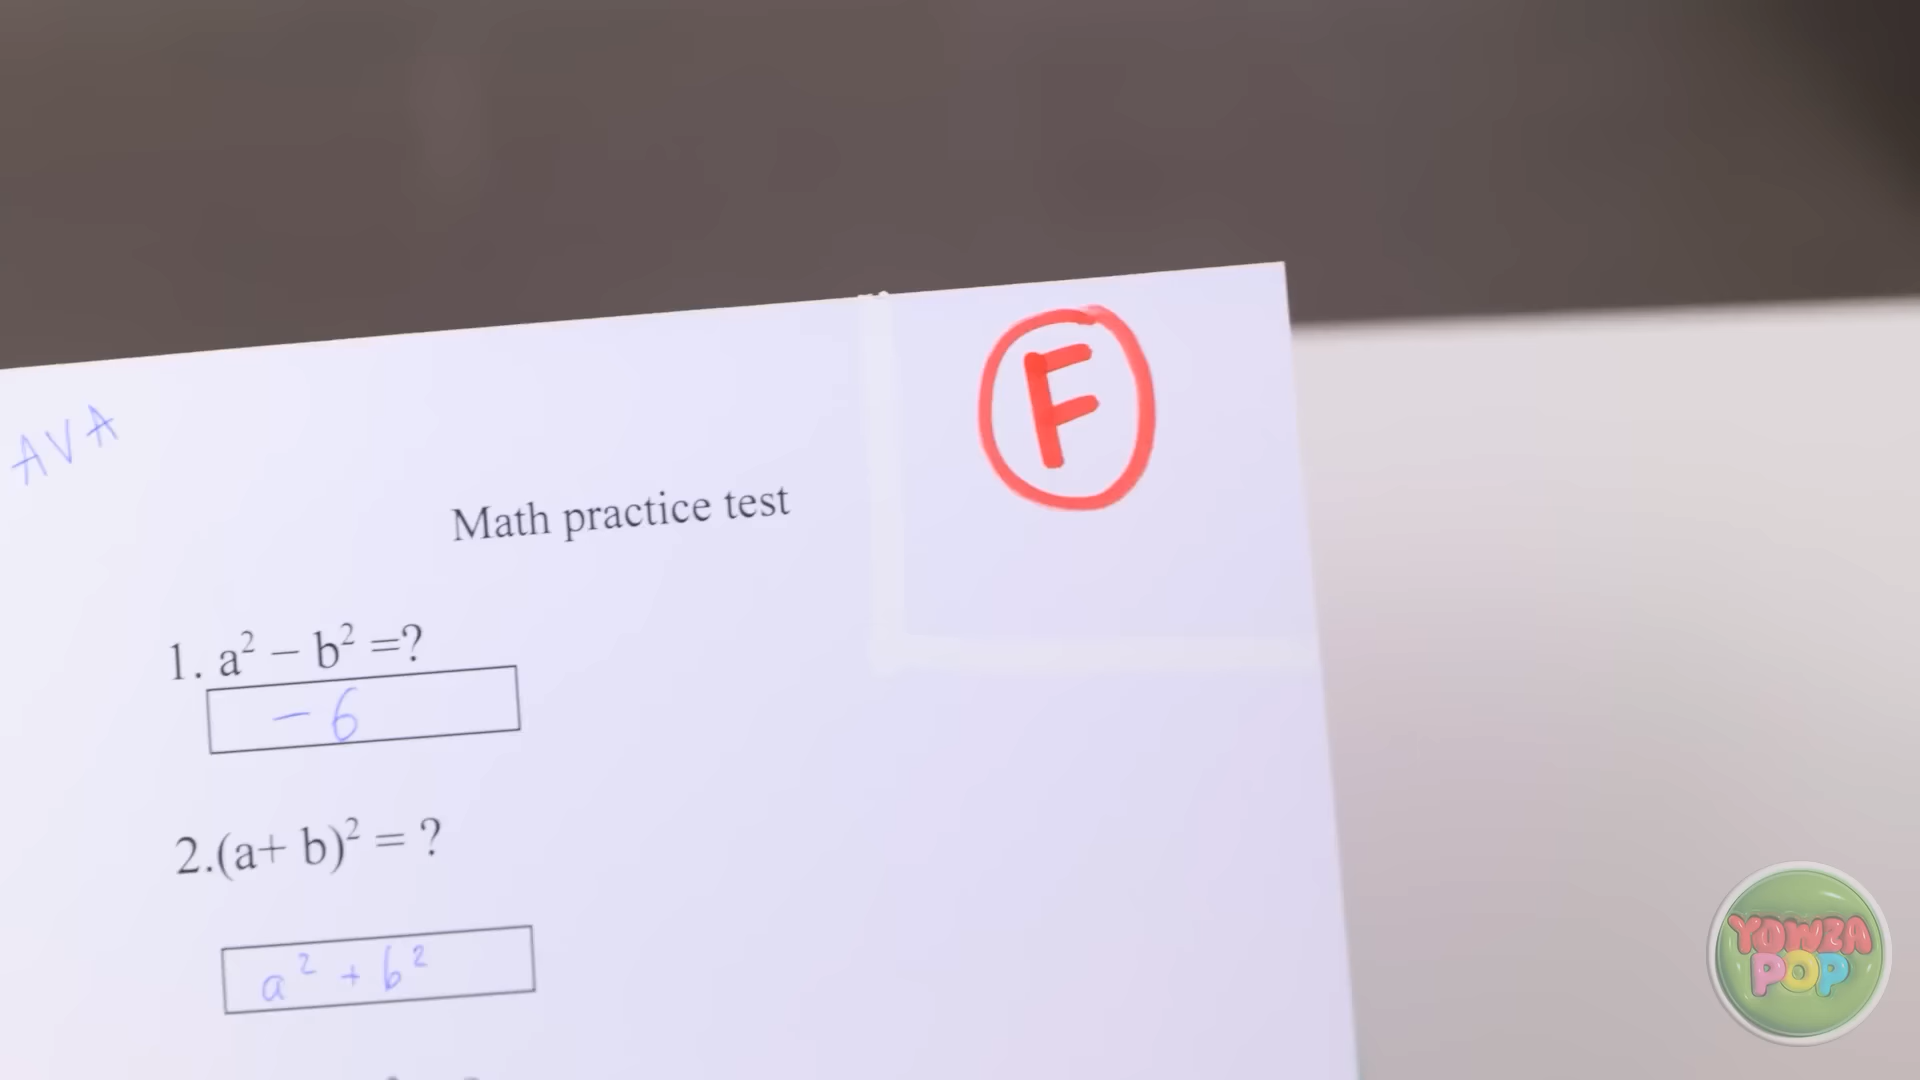 F
AVA
Math practice test
1. a² − b² =?
− 6
2.(a+ b)² = ?
a² + b²
YOWZA
POP